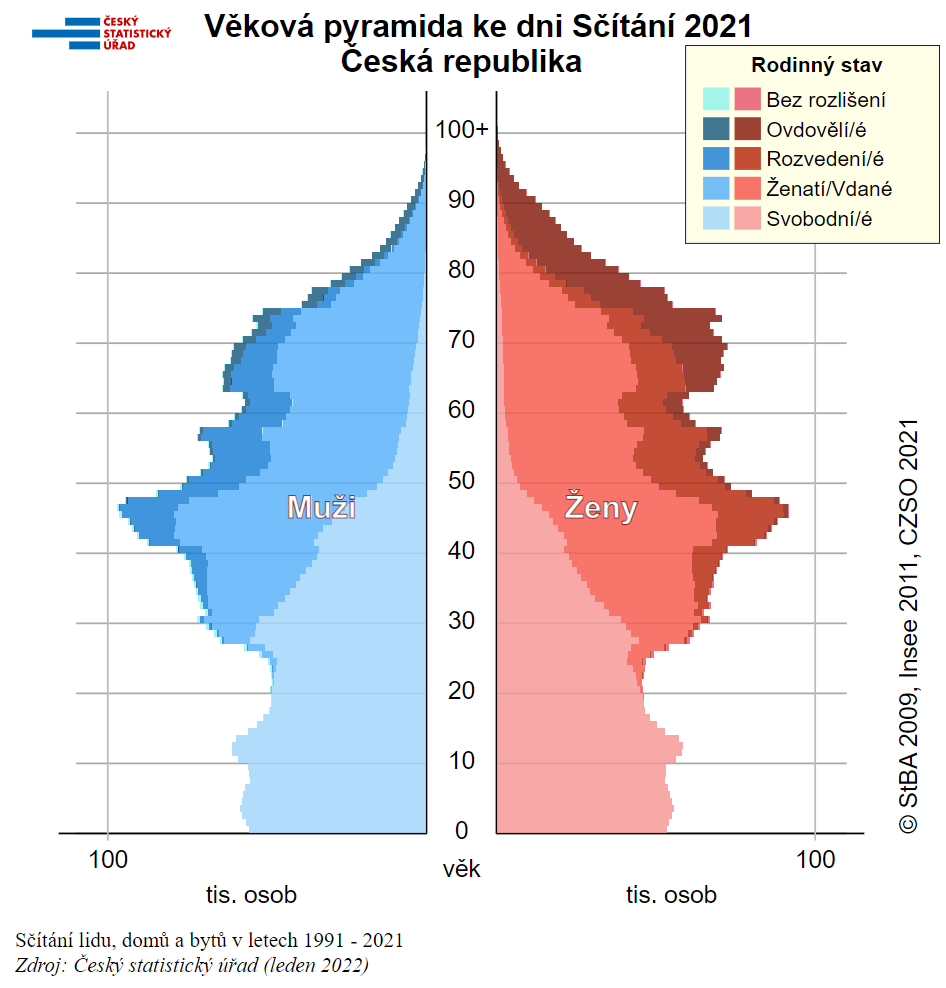 ČESKÝ
STATISTICKÝ
ÚŘAD
Věková pyramida ke dni Sčítání 2021
Česká republika
Rodinný stav
Bez rozlišení
Ovdovělí/é
Rozvedení/é
Ženatí/Vdané
Svobodní/é
100+
90
80
70
60
50
40
30
20
10
0
Muži
Ženy
100
věk
100
tis. osob
tis. osob
© StBA 2009, Insee 2011, CZSO 2021
Sčítání lidu, domů a bytů v letech 1991 - 2021
Zdroj: Český statistický úřad (leden 2022)